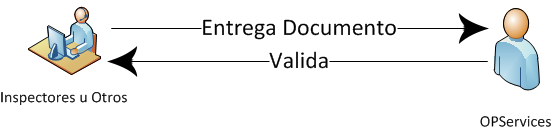 Entrega Documento
Valida
Inspectores u Otros
OPServices